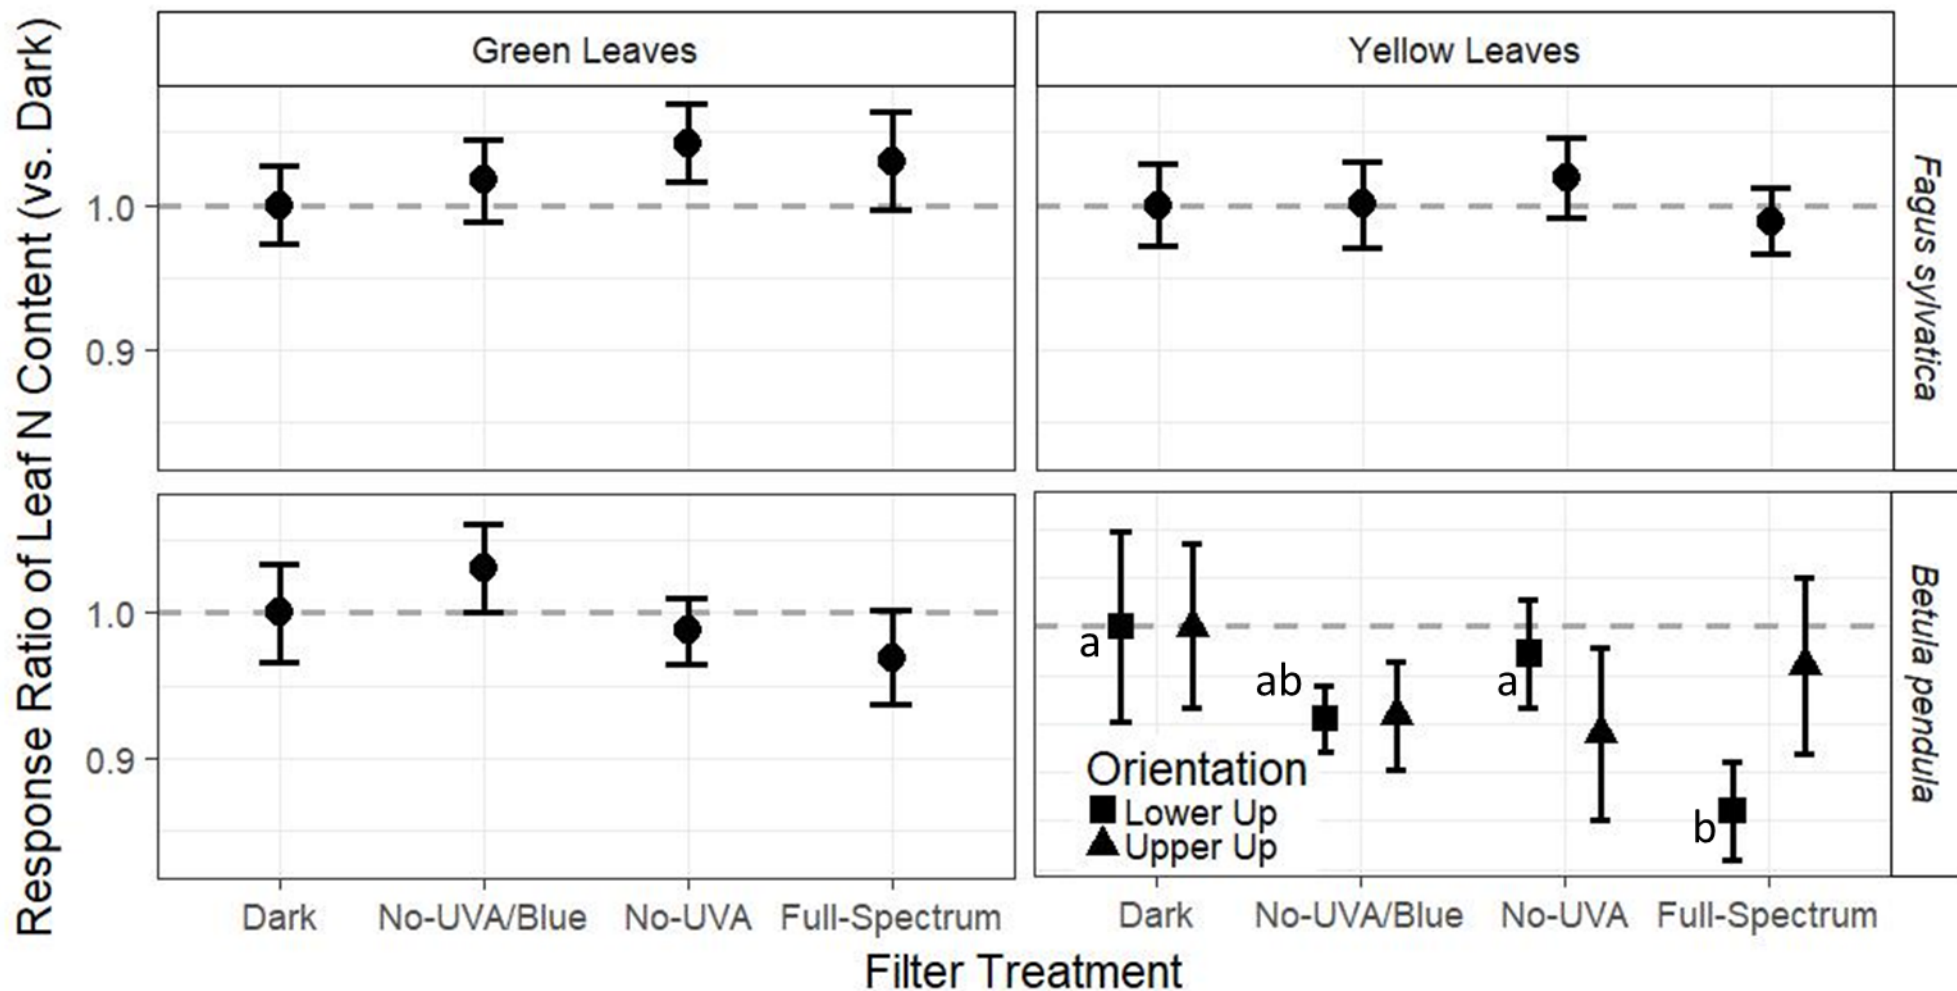 Green Leaves
Yellow Leaves
Response Ratio of Leaf N Content (vs. Dark)
1.0
0.9
Fagus sylvatica
1.0
0.9
a
ab
a
b
Orientation
Lower Up
Upper Up
Betula pendula
Dark No-UVA/Blue No-UVA Full-Spectrum
Dark No-UVA/Blue No-UVA Full-Spectrum
Filter Treatment